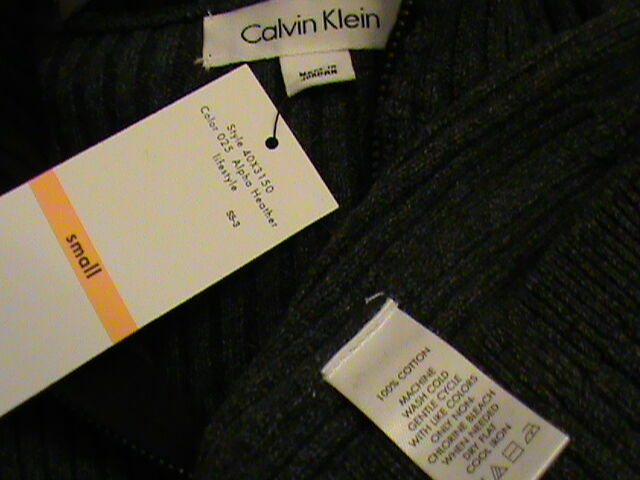 Calvin Klein
MADE IN
JORDAN
Style 40X3150
Color 025 Alpha Heather
lifestyle SS-3
small
100% COTTON
MACHINE
WASH COLD
GENTLE CYCLE
WITH LIKE COLORS
ONLY NON-
CHLORINE BLEACH
WHEN NEEDED
DRY FLAT
COOL IRON